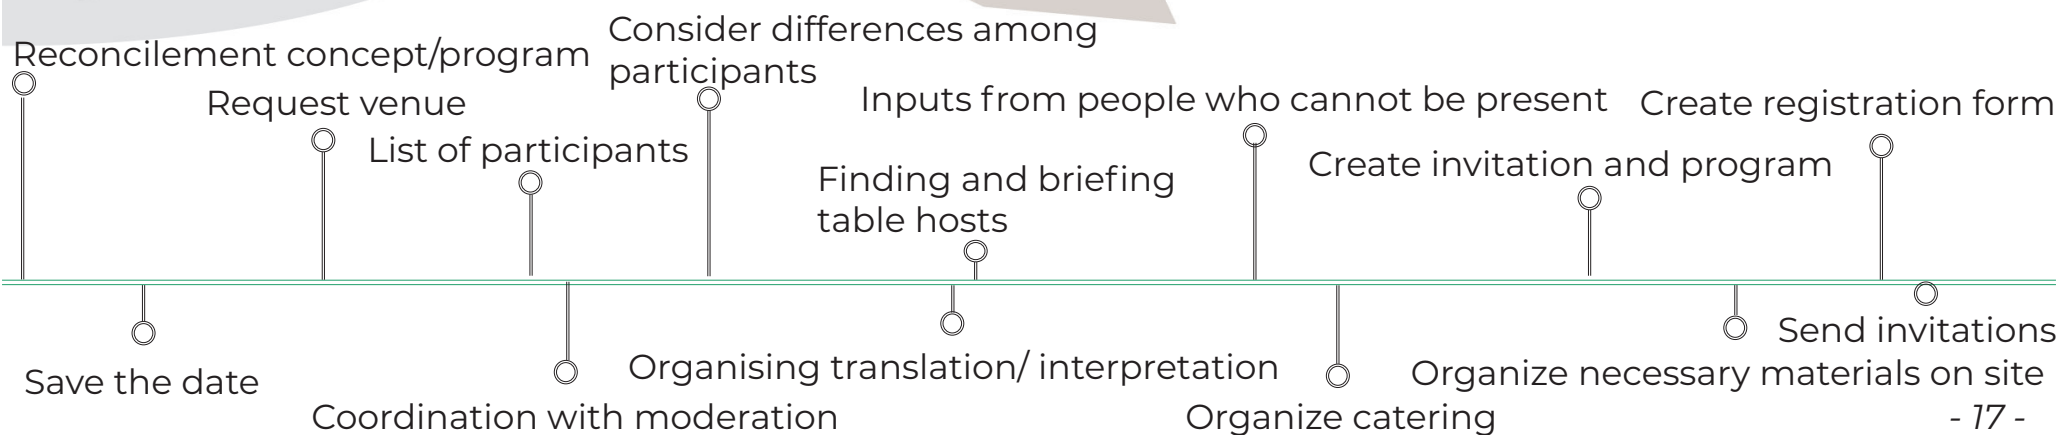 Reconcilement concept/program
Request venue
List of participants
Consider differences among
participants
Finding and briefing
table hosts
Inputs from people who cannot be present
Create invitation and program
Create registration form
Save the date
Coordination with moderation
Organising translation/ interpretation
Organize catering
Organize necessary materials on site
Send invitations
- 17 -